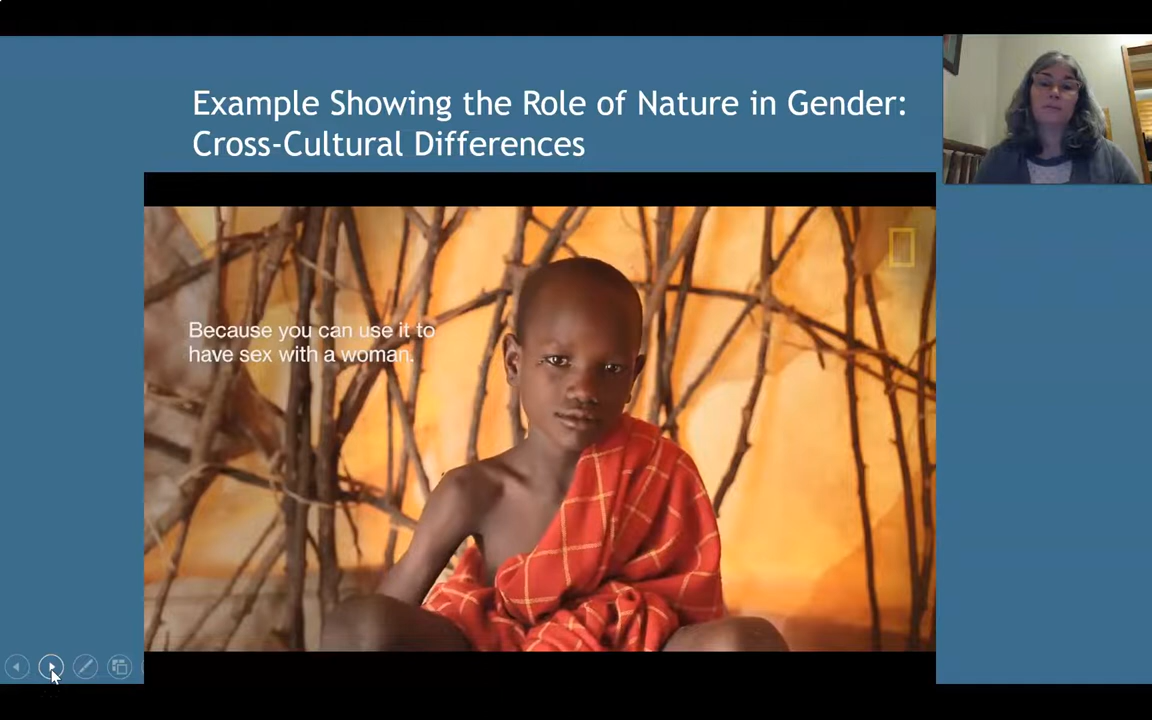 Example Showing the Role of Nature in Gender:
Cross-Cultural Differences
Because you can use it to
have sex with a woman.